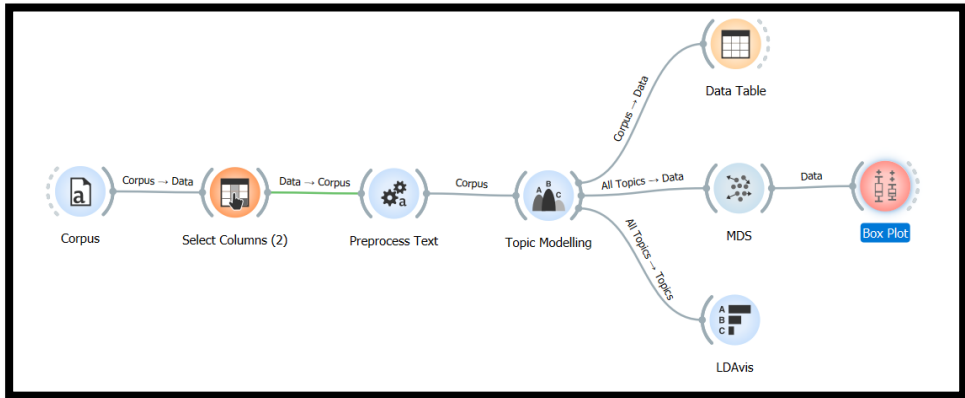 Corpus
Corpus → Data
Select Columns (2)
Data → Corpus
a
Preprocess Text
Corpus
A B C
Topic Modelling
Corpus → Data
Data Table
All Topics → Data
MDS
Data
Box Plot
All Topics → Topics
A
B
C
LDAvis
a